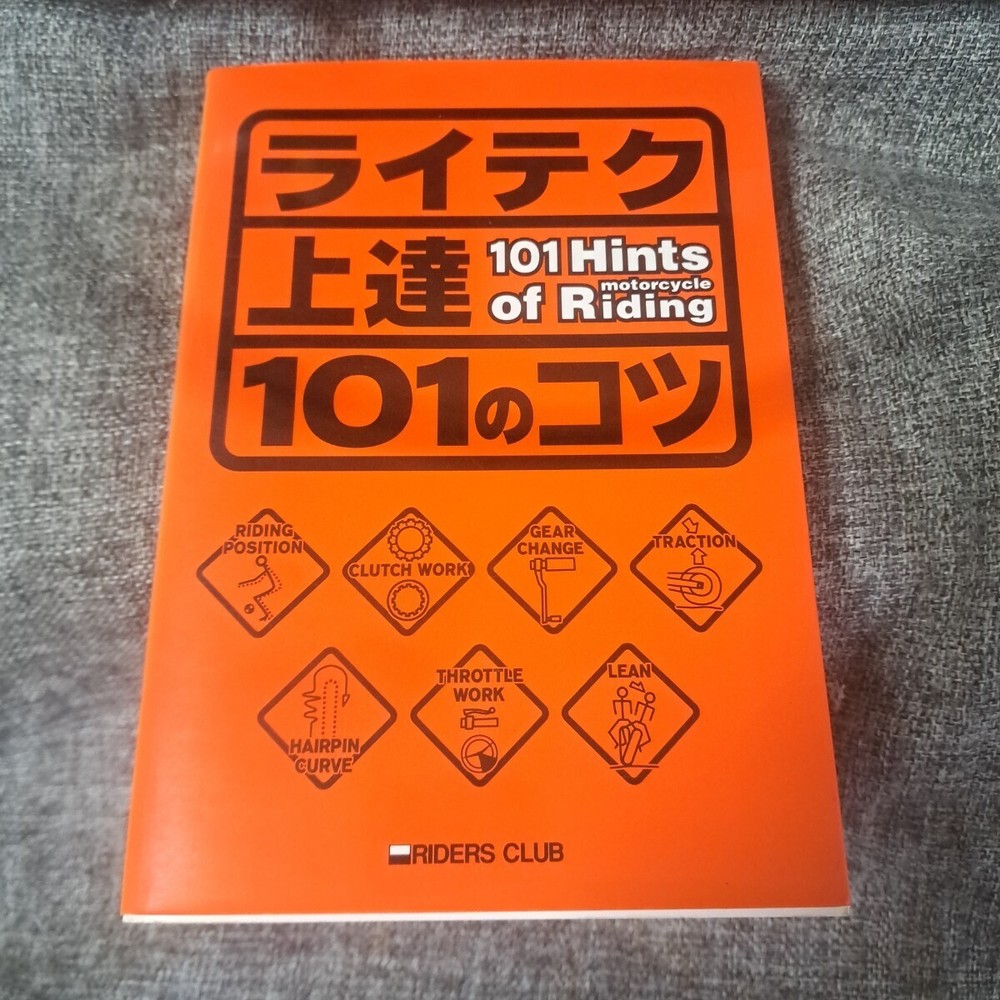 ライテク
上達
101 Hints
of Riding
motorcycle
101のコツ
RIDING
POSITION
CLUTCH WORK
GEAR
CHANGE
TRACTION
HAIRPIN
CURVE
THROTTLE
WORK
LEAN
RIDERS CLUB